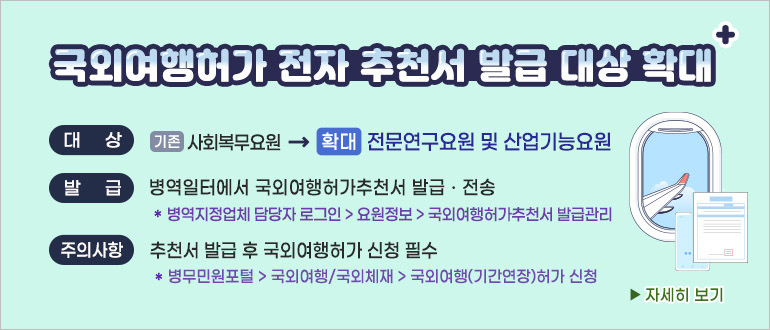 국외여행허가 전자 추천서 발급 대상 확대
대 상 기존 사회복무요원 → 확대 전문연구요원 및 산업기능요원
발 급 병역일터에서 국외여행허가추천서 발급 · 전송
* 병역지정업체 담당자 로그인 > 요원정보 > 국외여행허가추천서 발급관리
주의사항 추천서 발급 후 국외여행허가 신청 필수
* 병무민원포털 > 국외여행/국외체재 > 국외여행(기간연장)허가 신청
▶ 자세히 보기